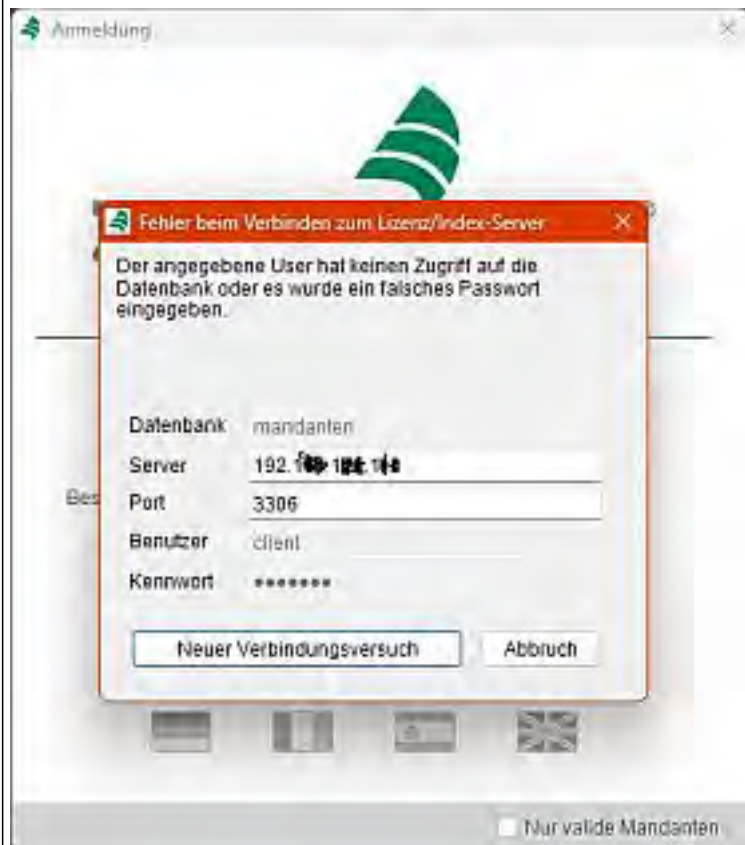 Anmeldung
Fehler beim Verbinden zum Lizenz/Index-Server
Der angegebene User hat keinen Zugriff auf die
Datenbank oder es wurde ein falsches Passwort
eingegeben.
Datenbank mandanten
Server 192.
Bes
Port 3306
Benutzer client
Kennwort *******
Neuer Verbindungsversuch Abbruch
Nur valide Mandanten